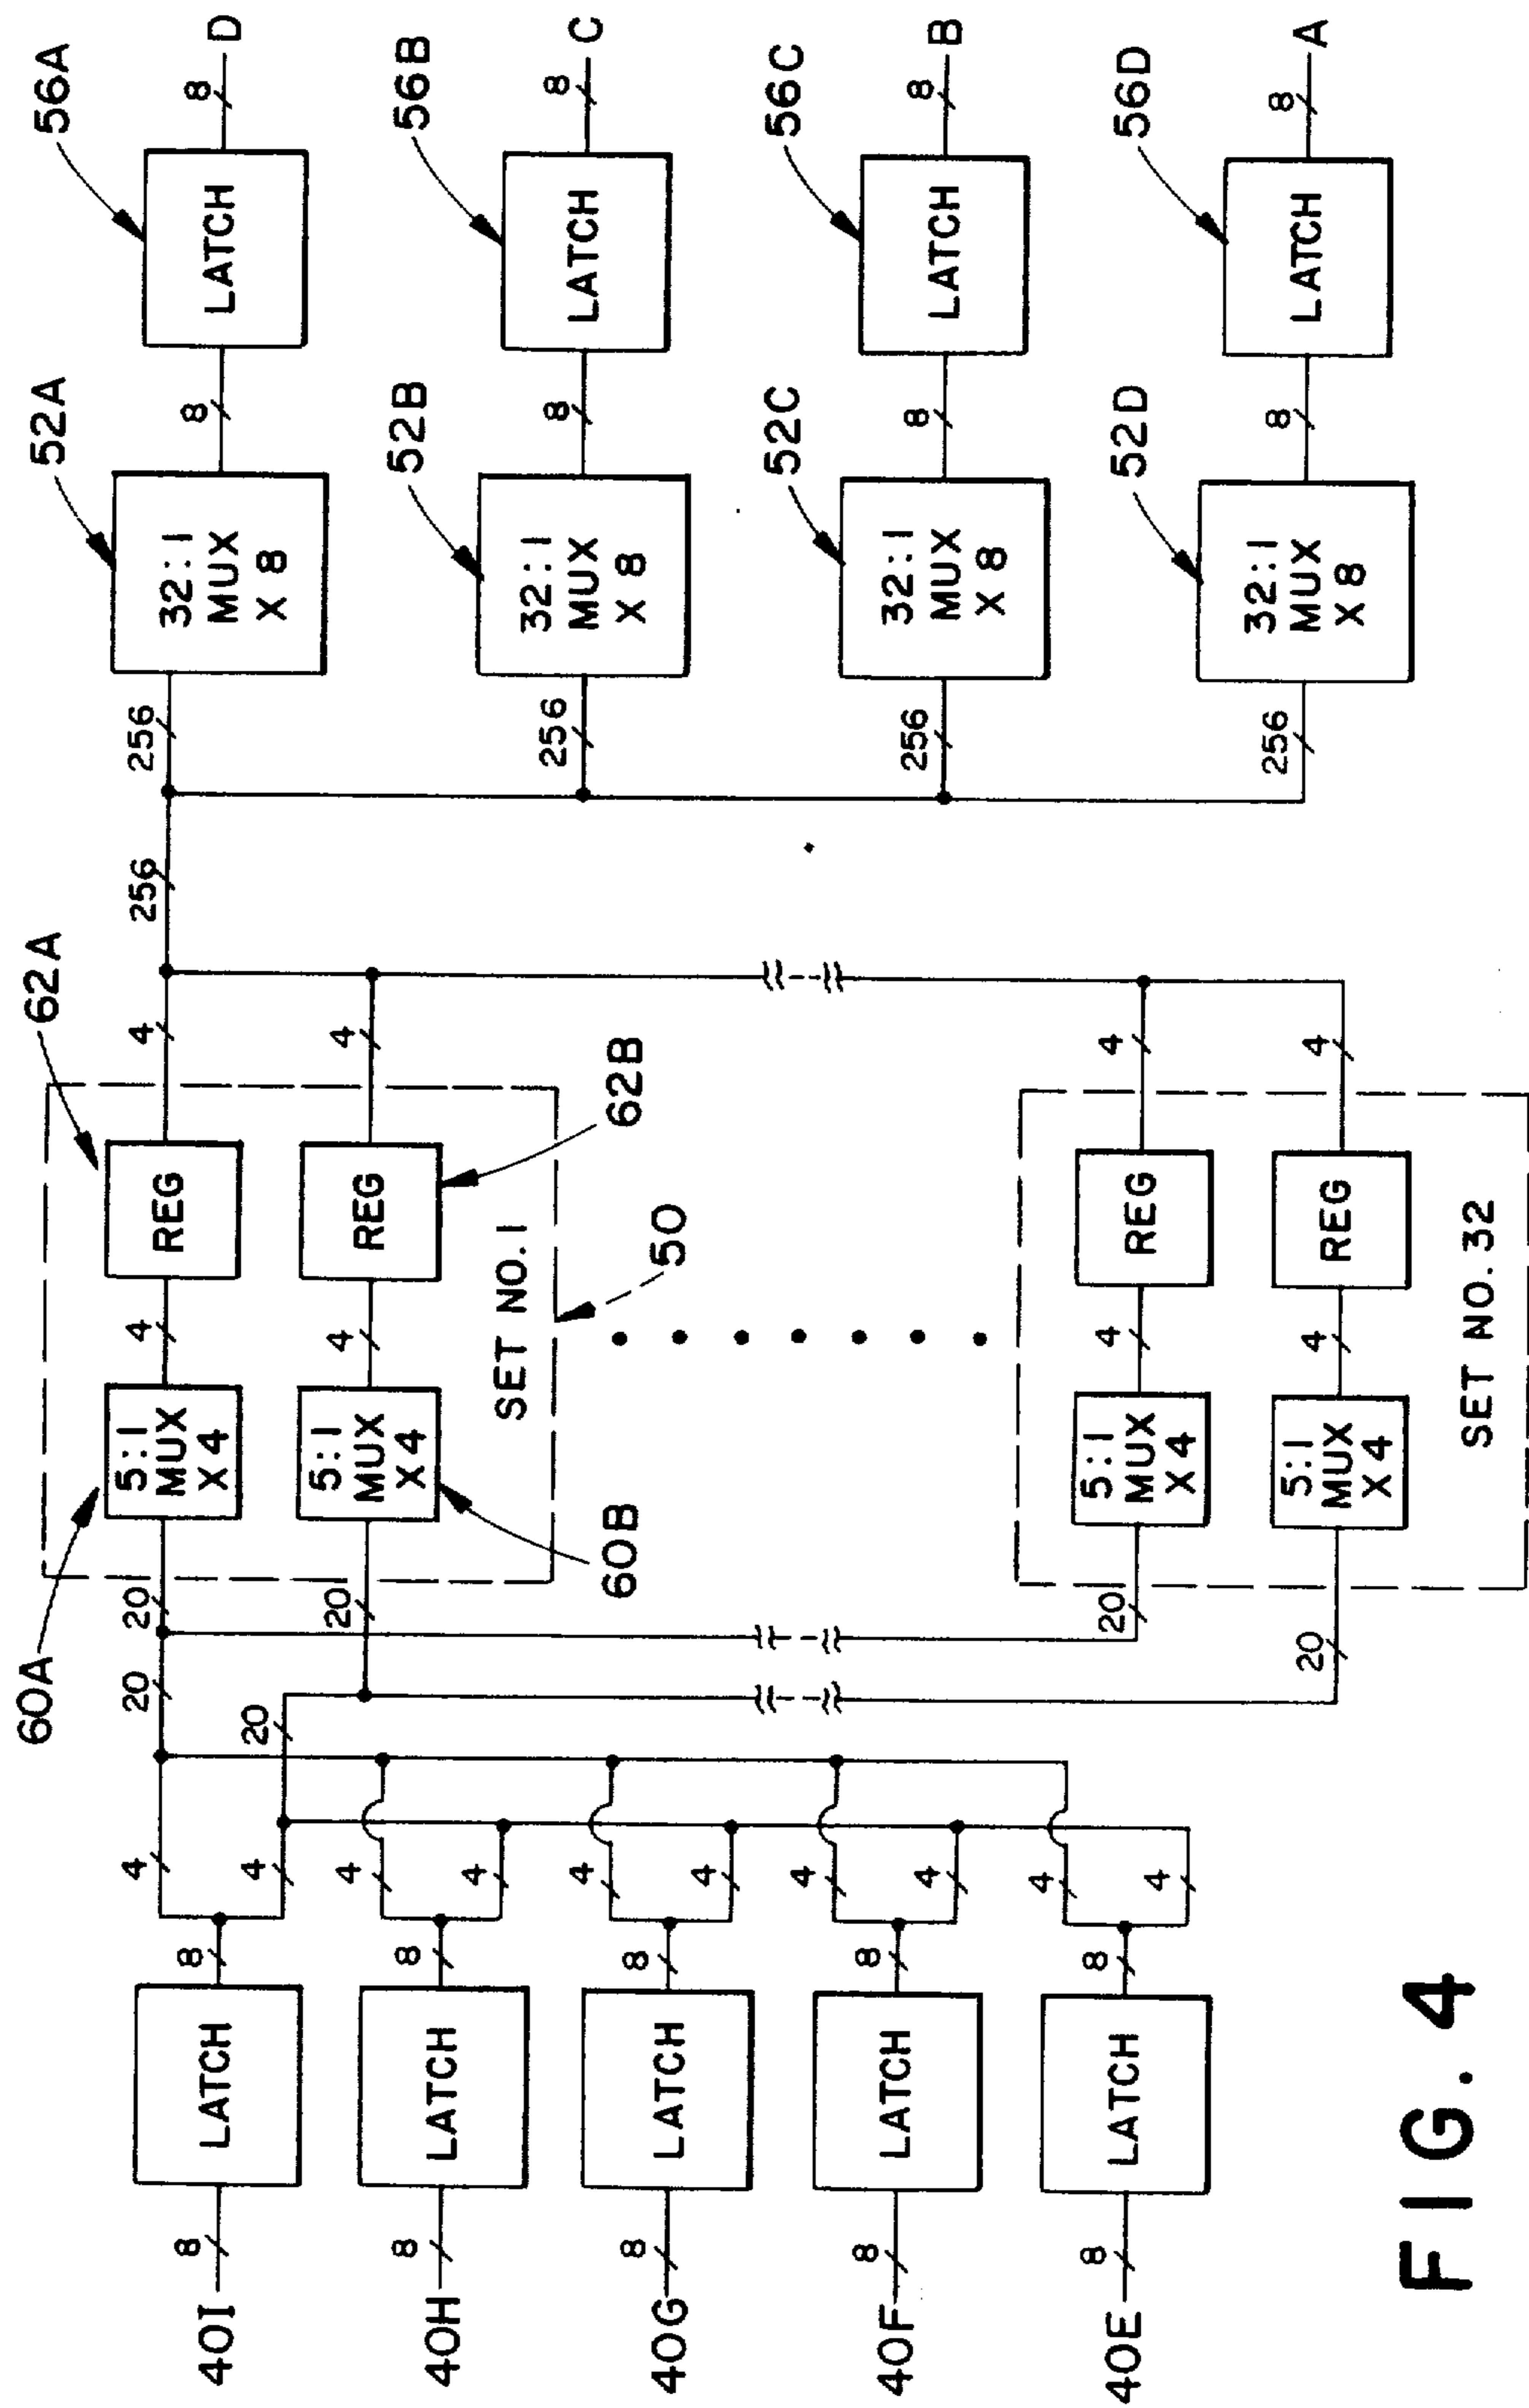 40I
8
LATCH
8
4
4
20
20
20
60A
5:1
MUX
X 4
4
REG
62A
4
256
256
32:1
MUX
X 8
52A
8
LATCH
56A
8
D
40H
8
LATCH
8
4
4
20
5:1
MUX
X 4
60B
4
REG
62B
4
SET NO. 1
50
256
32:1
MUX
X 8
52B
8
LATCH
56B
8
C
40G
8
LATCH
8
4
4
256
32:1
MUX
X 8
52C
8
LATCH
56C
8
B
40F
8
LATCH
8
4
4
20
5:1
MUX
X 4
4
REG
4
256
32:1
MUX
X 8
52D
8
LATCH
56D
8
A
40E
8
LATCH
8
4
4
20
5:1
MUX
X 4
4
REG
4
SET NO. 32
FIG. 4